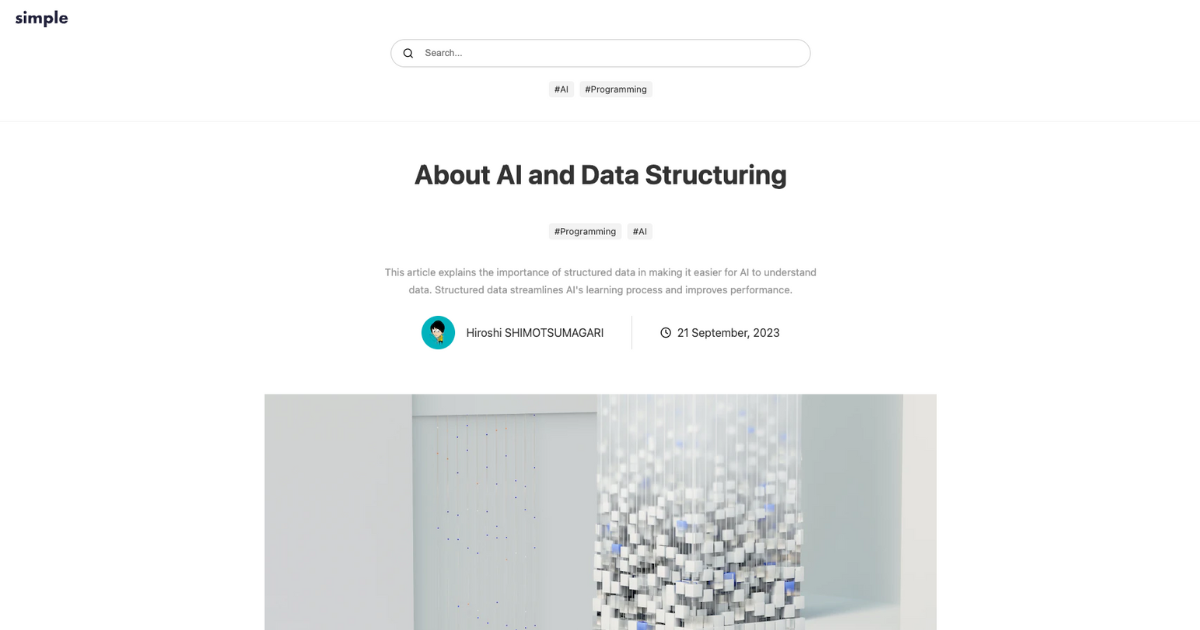 simple
Search...
#AI #Programming
About AI and Data Structuring
#Programming #AI
This article explains the importance of structured data in making it easier for AI to understand
data. Structured data streamlines AI's learning process and improves performance.
Hiroshi SHIMOTSUMAGARI 21 September, 2023